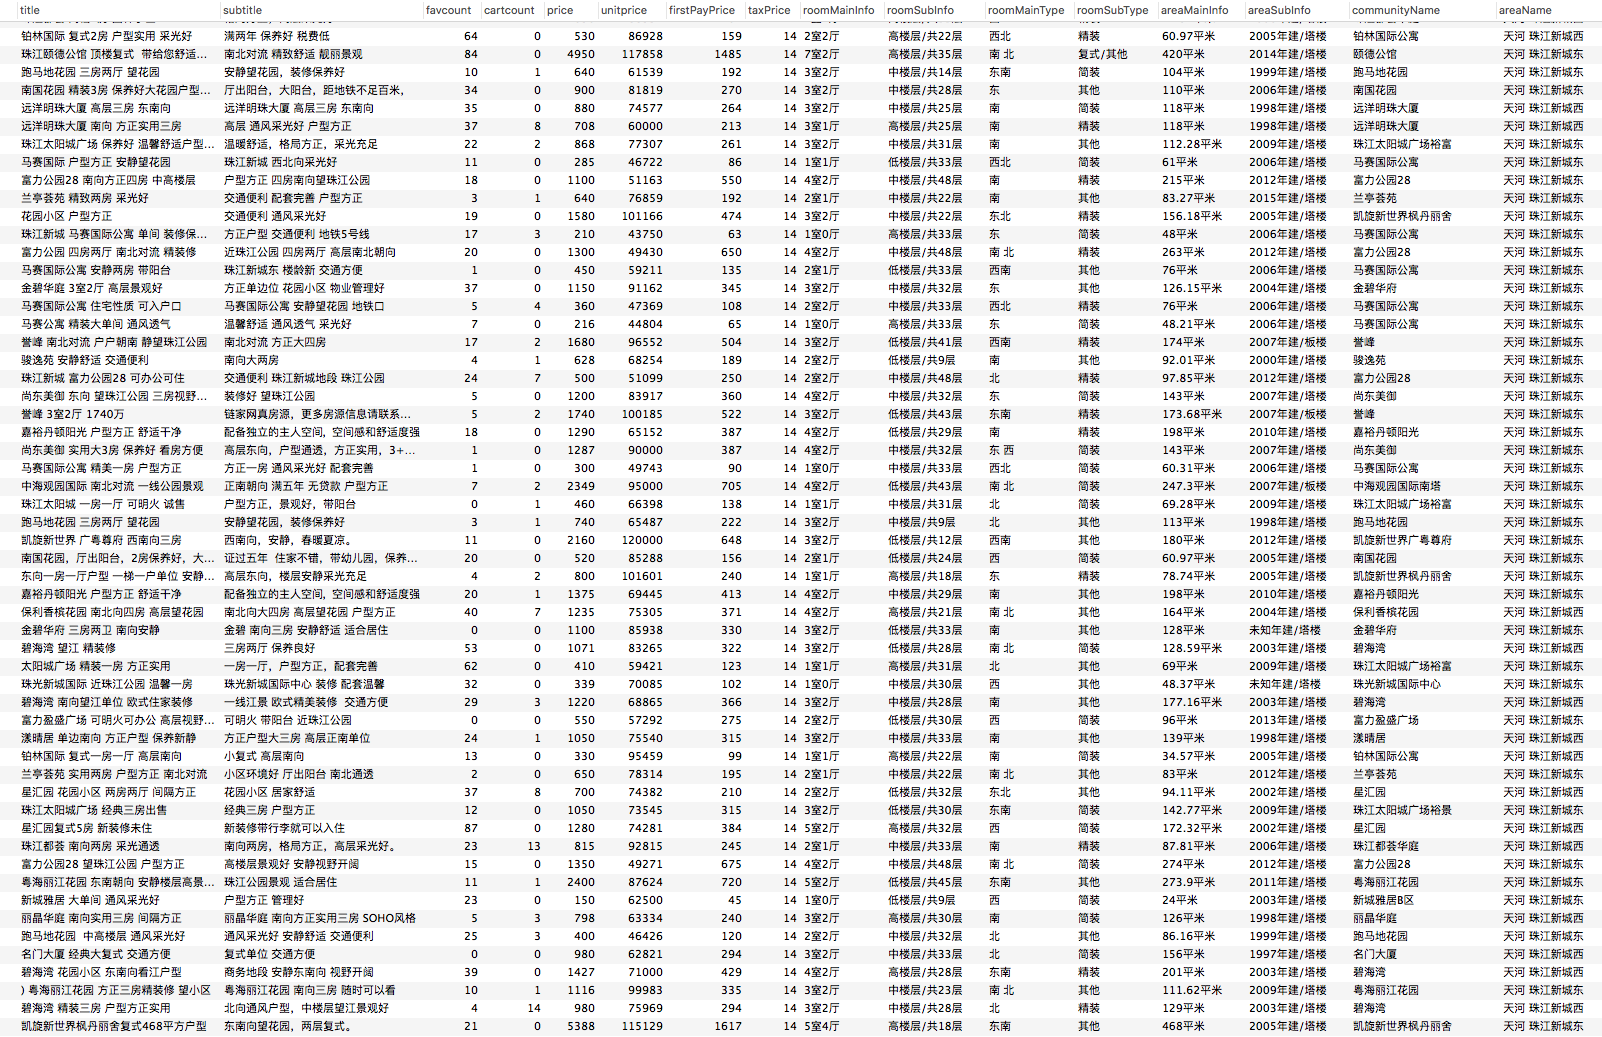 title subtitle favcount cartcount price unitprice firstPayPrice taxPrice roomMainInfo roomSubInfo roomMainType roomSubType areaMainInfo areaSubInfo communityName areaName
铂林国际 复式2房 户型实用 采光好 满两年 保养好 税费低 64 0 530 86928 159 14 2室2厅 高楼层/共22层 西北 精装 60.97平米 2005年建/塔楼 铂林国际公寓 天河 珠江新城西
珠江颐德公馆 顶楼复式 带给您舒适... 南北对流 精致舒适 靓丽景观 84 0 4950 117858 1485 14 7室2厅 高楼层/共35层 南 北 复式/其他 420平米 2014年建/塔楼 颐德公馆 天河 珠江新城西
跑马地花园 三房两厅 望花园 安静望花园，装修保养好 10 1 640 61539 192 14 3室2厅 中楼层/共14层 东南 简装 104平米 1999年建/塔楼 跑马地花园 天河 珠江新城东
南国花园 精装3房 保养好大花园户型... 厅出阳台，大阳台，距地铁不足百米， 34 0 900 81819 270 14 3室2厅 中楼层/共28层 东 其他 110平米 2006年建/塔楼 南国花园 天河 珠江新城东
远洋明珠大厦 高层三房 东南向 远洋明珠大厦 高层三房 东南向 35 0 880 74577 264 14 3室2厅 中楼层/共25层 南 简装 118平米 1998年建/塔楼 远洋明珠大厦 天河 珠江新城西
远洋明珠大厦 南向 方正实用三房 高层 通风采光好 户型方正 37 8 708 60000 213 14 3室1厅 高楼层/共25层 南 精装 118平米 1998年建/塔楼 远洋明珠大厦 天河 珠江新城西
珠江太阳城广场 保养好 温馨舒适户型... 温暖舒适，格局方正，采光充足 22 2 868 77307 261 14 3室2厅 中楼层/共31层 南 其他 112.28平米 2009年建/塔楼 珠江太阳城广场裕富 天河 珠江新城东
马赛国际 户型方正 安静望花园 珠江新城 西北向采光好 11 0 285 46722 86 14 1室1厅 低楼层/共33层 西北 简装 61平米 2006年建/塔楼 马赛国际公寓 天河 珠江新城东
富力公园28 南向方正四房 中高楼层 户型方正 四房南向望珠江公园 18 0 1100 51163 550 14 4室2厅 中楼层/共48层 南 精装 215平米 2012年建/塔楼 富力公园28 天河 珠江新城东
兰亭荟苑 精致两房 采光好 交通便利 配套完善 户型方正 3 1 640 76859 192 14 2室1厅 中楼层/共22层 南 其他 83.27平米 2015年建/塔楼 兰亭荟苑 天河 珠江新城东
花园小区 户型方正 交通便利 通风采光好 19 0 1580 101166 474 14 3室2厅 中楼层/共22层 东北 精装 156.18平米 2005年建/塔楼 凯旋新世界枫丹丽舍 天河 珠江新城西
珠江新城 马赛国际公寓 单间 装修保... 方正户型 交通便利 地铁5号线 17 3 210 43750 63 14 1室0厅 高楼层/共33层 东 简装 48平米 2006年建/塔楼 马赛国际公寓 天河 珠江新城东
富力公园 四房两厅 南北对流 精装修 近珠江公园 四房两厅 高层南北朝向 20 0 1300 49430 650 14 4室2厅 中楼层/共48层 南 北 精装 263平米 2012年建/塔楼 富力公园28 天河 珠江新城东
马赛国际公寓 安静两房 带阳台 珠江新城东 楼龄新 交通方便 1 0 450 59211 135 14 2室1厅 低楼层/共33层 西南 其他 76平米 2006年建/塔楼 马赛国际公寓 天河 珠江新城东
金碧华庭 3室2厅 高层景观好 方正单边位 花园小区 物业管理好 37 0 1150 91162 345 14 3室2厅 中楼层/共32层 东 其他 126.15平米 2004年建/塔楼 金碧华府 天河 珠江新城东
马赛国际公寓 住宅性质 可入户口 马赛国际公寓 安静望花园 地铁口 5 4 360 47369 108 14 2室1厅 中楼层/共33层 西北 精装 76平米 2006年建/塔楼 马赛国际公寓 天河 珠江新城东
马赛公寓 精装大单间 通风透气 温馨舒适 通风透气 采光好 7 0 216 44804 65 14 1室0厅 高楼层/共33层 东 简装 48.21平米 2006年建/塔楼 马赛国际公寓 天河 珠江新城东
誉峰 南北对流 户户朝南 静望珠江公园 南北对流 方正大四房 17 2 1680 96552 504 14 4室2厅 低楼层/共41层 西南 精装 174平米 2007年建/板楼 誉峰 天河 珠江新城东
骏逸苑 安静舒适 交通便利 南向大两房 4 1 628 68254 189 14 2室2厅 低楼层/共9层 南 其他 92.01平米 2000年建/塔楼 骏逸苑 天河 珠江新城东
珠江新城 富力公园28 可办公可住 交通便利 珠江新城地段 珠江公园 24 7 500 51099 250 14 2室2厅 中楼层/共48层 北 精装 97.85平米 2012年建/塔楼 富力公园28 天河 珠江新城东
尚东美御 东向 望珠江公园 三房视野... 装修好 望珠江公园 5 0 1200 83917 360 14 4室2厅 中楼层/共32层 东 简装 143平米 2007年建/板楼 尚东美御 天河 珠江新城东
誉峰 3室2厅 1740万 链家网真房源，更多房源信息请联系... 5 2 1740 100185 522 14 3室2厅 低楼层/共43层 东南 精装 173.68平米 2007年建/板楼 誉峰 天河 珠江新城东
嘉裕丹顿阳光 户型方正 舒适干净 配备独立的主人空间，空间感和舒适度强 18 0 1290 65152 387 14 4室2厅 低楼层/共29层 南 精装 198平米 2010年建/塔楼 嘉裕丹顿阳光 天河 珠江新城东
尚东美御 实用大3房 保养好 看房方便 高层东向，户型通透，方正实用，3+... 1 0 1287 90000 387 14 4室2厅 中楼层/共32层 东 西 简装 143平米 2007年建/塔楼 尚东美御 天河 珠江新城东
马赛国际公寓 精美一房 户型方正 方正一房 通风采光好 配套完善 1 0 300 49743 90 14 1室0厅 中楼层/共33层 西北 简装 60.31平米 2006年建/塔楼 马赛国际公寓 天河 珠江新城东
中海观园国际 南北对流 一线公园景观 正南朝向 满五年 无贷款 户型方正 7 2 2349 95000 705 14 4室2厅 低楼层/共43层 南 北 精装 247.3平米 2007年建/板楼 中海观园国际南塔 天河 珠江新城东
珠江太阳城 一房一厅 可明火 诚售 户型方正，景观好，带阳台 0 1 460 66398 138 14 1室1厅 中楼层/共31层 北 简装 69.28平米 2009年建/塔楼 珠江太阳城广场裕富 天河 珠江新城东
跑马地花园 三房两厅 望花园 安静望花园，装修保养好 3 1 740 65487 222 14 3室2厅 中楼层/共9层 北 其他 113平米 1998年建/塔楼 跑马地花园 天河 珠江新城东
凯旋新世界 广粤尊府 西南向三房 西南向，安静，春暖夏凉。 11 0 2160 120000 648 14 3室2厅 低楼层/共12层 西南 其他 180平米 2012年建/塔楼 凯旋新世界广粤尊府 天河 珠江新城西
南国花园，厅出阳台，2房保养好，大... 证过五年 住家不错，带幼儿园，保养... 20 0 520 85288 156 14 2室1厅 低楼层/共24层 西 简装 60.97平米 2005年建/塔楼 南国花园 天河 珠江新城东
东向一房一厅户型 一梯一户单位 安静... 高层东向，楼层安静采光充足 4 2 800 101601 240 14 1室1厅 高楼层/共18层 东 精装 78.74平米 2005年建/塔楼 凯旋新世界枫丹丽舍 天河 珠江新城西
嘉裕丹顿阳光 户型方正 舒适干净 配备独立的主人空间，空间感和舒适度强 20 1 1375 69445 413 14 4室2厅 中楼层/共29层 南 其他 198平米 2010年建/塔楼 嘉裕丹顿阳光 天河 珠江新城东
保利香槟花园 南北向四房 高层望花园 南北向大四房 高层望花园 户型方正 40 7 1235 75305 371 14 4室2厅 高楼层/共21层 南 北 其他 164平米 2004年建/塔楼 保利香槟花园 天河 珠江新城西
金碧华府 三房两卫 南向安静 金碧 南向三房 安静舒适 适合居住 0 0 1100 85938 330 14 3室2厅 低楼层/共33层 南 其他 128平米 未知年建/塔楼 金碧华府 天河 珠江新城东
碧海湾 望江 精装修 三房两厅 保养良好 53 0 1071 83265 322 14 3室2厅 低楼层/共28层 南 北 简装 128.59平米 2003年建/塔楼 碧海湾 天河 珠江新城西
太阳城广场 精装一房 方正实用 一房一厅，户型方正，配套完善 62 0 410 59421 123 14 1室1厅 高楼层/共31层 北 其他 69平米 2009年建/塔楼 珠江太阳城广场裕富 天河 珠江新城东
珠光新城国际 近珠江公园 温馨一房 珠光新城国际中心 装修 配套温馨 32 0 339 70085 102 14 1室0厅 中楼层/共30层 西 其他 48.37平米 未知年建/塔楼 珠光新城国际中心 天河 珠江新城东
碧海湾 南向望江单位 欧式住家装修 一线江景 欧式精美装修 交通方便 29 3 1220 68865 366 14 3室2厅 中楼层/共28层 南 其他 177.16平米 2003年建/塔楼 碧海湾 天河 珠江新城西
富力盈盛广场 可明火可办公 高层视野... 可明火 带阳台 近珠江公园 0 0 550 57292 275 14 2室2厅 低楼层/共30层 西 简装 96平米 2013年建/塔楼 富力盈盛广场 天河 珠江新城东
漾晴居 单边南向 方正户型 保养新静 方正户型大三房 高层正南单位 24 1 1050 75540 315 14 3室2厅 中楼层/共33层 南 其他 139平米 1998年建/塔楼 漾晴居 天河 珠江新城西
铂林国际 复式一房一厅 高层南向 小复式 高层南向 13 0 330 95459 99 14 1室1厅 高楼层/共22层 南 简装 34.57平米 2005年建/塔楼 铂林国际公寓 天河 珠江新城西
兰亭荟苑 实用两房 户型方正 南北对流 小区环境好 厅出阳台 南北通透 2 0 650 78314 195 14 2室2厅 中楼层/共22层 南 北 其他 83平米 2012年建/塔楼 兰亭荟苑 天河 珠江新城东
星汇园 花园小区 两房两厅 间隔方正 花园小区 居家舒适 37 8 700 74382 210 14 2室2厅 低楼层/共32层 东北 其他 94.11平米 2002年建/塔楼 星汇园 天河 珠江新城西
珠江太阳城广场 经典三房出售 经典三房 户型方正 12 0 1050 73545 315 14 3室2厅 低楼层/共30层 东南 简装 142.77平米 2009年建/塔楼 珠江太阳城广场裕景 天河 珠江新城东
星汇园复式5房 新装修未住 新装修带行李就可以入住 87 0 1280 74281 384 14 5室2厅 高楼层/共32层 西 简装 172.32平米 2002年建/塔楼 星汇园 天河 珠江新城西
珠江都荟 南向两房 采光通透 南向两房，格局方正，高层采光好。 23 13 815 92815 245 14 2室1厅 中楼层/共33层 南 精装 87.81平米 2006年建/塔楼 珠江都荟华庭 天河 珠江新城西
富力公园28 望珠江公园 户型方正 高楼层景观好 安静视野开阔 15 0 1350 49271 675 14 4室2厅 中楼层/共48层 南 北 简装 274平米 2012年建/塔楼 富力公园28 天河 珠江新城东
粤海丽江花园 东南朝向 安静楼层高景... 珠江公园景观 适合居住 11 1 2400 87624 720 14 5室2厅 低楼层/共45层 东南 其他 273.9平米 2011年建/塔楼 粤海丽江花园 天河 珠江新城东
新城雅居 大单间 通风采光好 户型方正 管理好 23 0 150 62500 45 14 1室0厅 低楼层/共9层 西 简装 24平米 2003年建/塔楼 新城雅居B区 天河 珠江新城东
丽晶华庭 南向实用三房 间隔方正 丽晶华庭 南向方正实用三房 SOHO风格 5 3 798 63334 240 14 3室2厅 高楼层/共30层 南 简装 126平米 1998年建/塔楼 丽晶华庭 天河 珠江新城西
跑马地花园 中高楼层 通风采光好 通风采光好 安静舒适 交通便利 25 3 400 46426 120 14 2室2厅 中楼层/共32层 北 其他 86.16平米 1999年建/塔楼 跑马地花园 天河 珠江新城东
名门大厦 经典大复式 交通方便 复式单位 交通方便 0 0 980 62821 294 14 3室2厅 中楼层/共33层 北 简装 156平米 1997年建/塔楼 名门大厦 天河 珠江新城西
碧海湾 花园小区 东南向看江户型 商务地段 安静东南向 视野开阔 39 0 1427 71000 429 14 4室2厅 高楼层/共28层 东南 精装 201平米 2003年建/塔楼 碧海湾 天河 珠江新城西
) 粤海丽江花园 方正三房精装修 望小区 粤海丽江花园 南向三房 随时可以看 10 1 1116 99983 335 14 3室2厅 中楼层/共23层 南 北 其他 111.62平米 2009年建/塔楼 粤海丽江花园 天河 珠江新城东
碧海湾 精装三房 户型方正实用 北向通风户型，中楼层望江景观好 4 14 980 75969 294 14 3室2厅 中楼层/共28层 北 精装 129平米 2003年建/塔楼 碧海湾 天河 珠江新城西
凯旋新世界枫丹丽舍复式468平方户型 东南向望花园，两层复式。 21 0 5388 115129 1617 14 5室4厅 高楼层/共18层 东南 其他 468平米 2005年建/塔楼 凯旋新世界枫丹丽舍 天河 珠江新城西